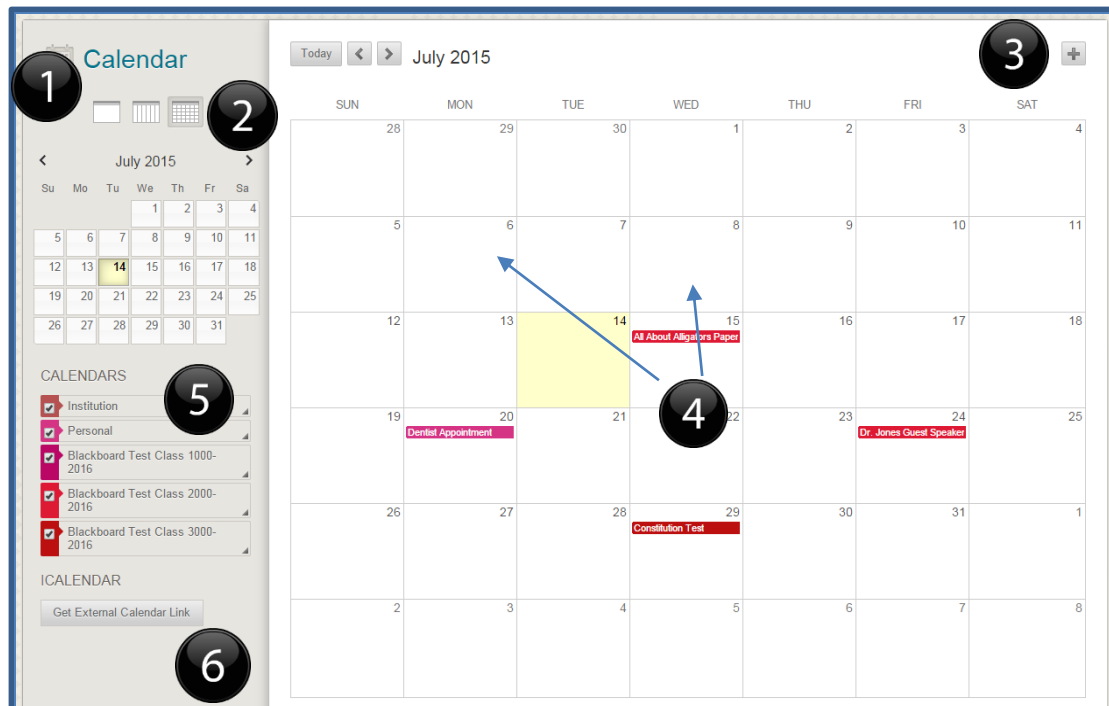 1
Calendar
2
July 2015
Su Mo Tu We Th Fr Sa
1 2 3 4
5 6 7 8 9 10 11
12 13 14 15 16 17 18
19 20 21 22 23 24 25
26 27 28 29 30 31
CALENDARS
5
Institution
Personal
Blackboard Test Class 1000-
2016
Blackboard Test Class 2000-
2016
Blackboard Test Class 3000-
2016
ICALENDAR
Get External Calendar Link
6
Today July 2015
3
+
SUN MON TUE WED THU FRI SAT
28 29 30 1 2 3 4
5 6 7 8 9 10 11
12 13 14 15 16 17 18
All About Alligators Paper
4
19 20 21 22 23 24 25
Dentist Appointment Dr. Jones Guest Speaker
26 27 28 29 30 31 1
Constitution Test
2 3 4 5 6 7 8